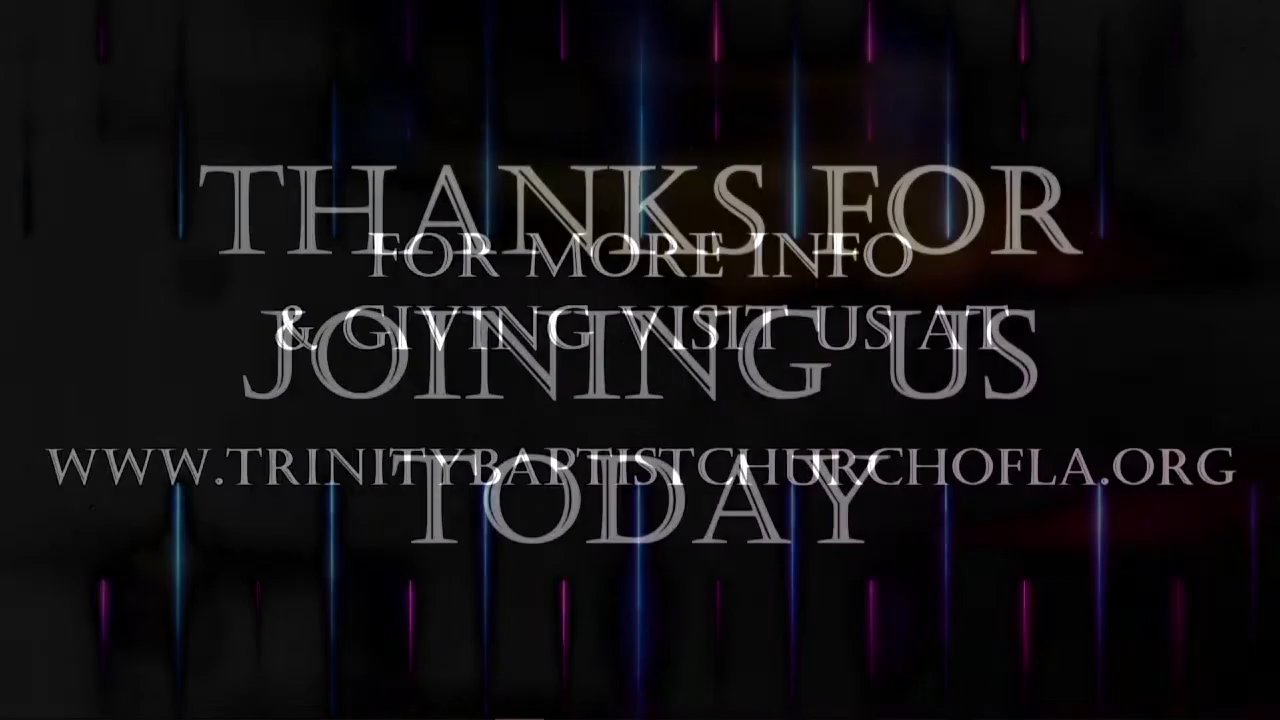 THANKS FOR
JOINING US
TODAY
FOR MORE INFO
& GIVING VISIT US AT
WWW.TRINITYBAPTISTCHURCHOFLA.ORG